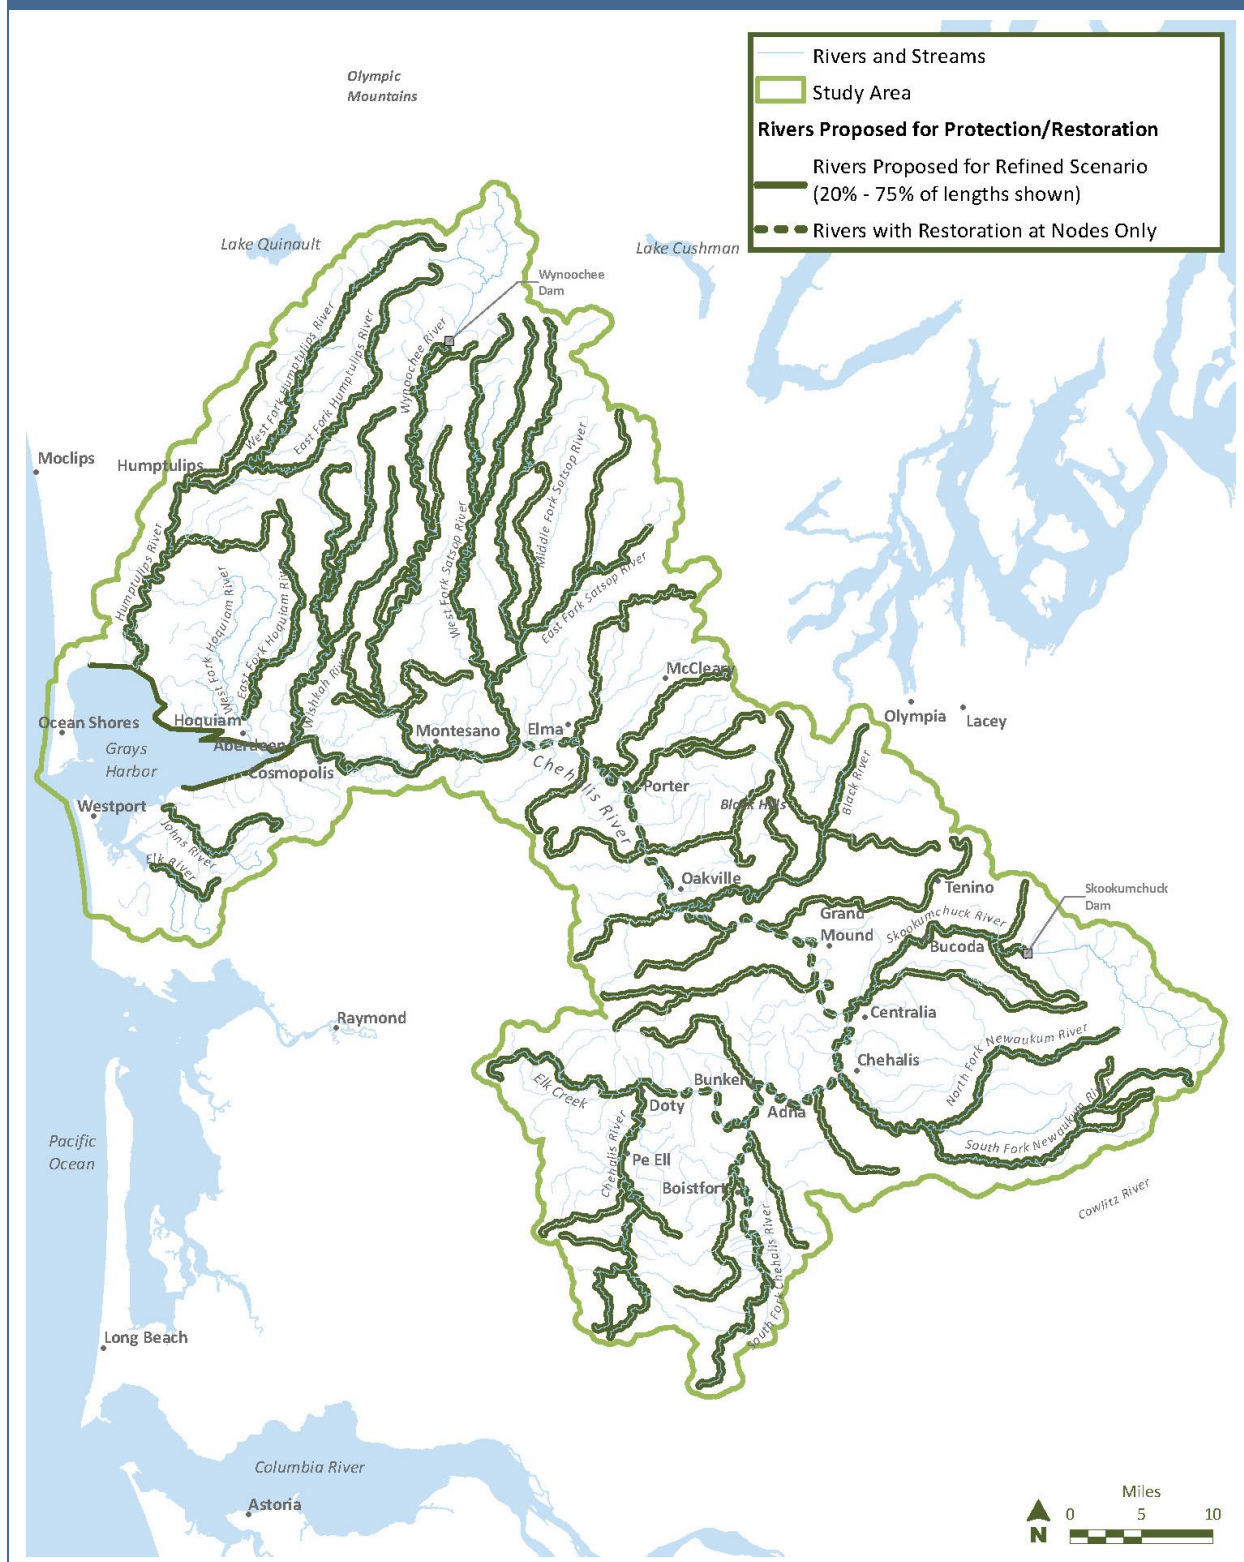 Rivers and Streams
Study Area
Rivers Proposed for Protection/Restoration
Rivers Proposed for Refined Scenario
(20% - 75% of lengths shown)
Rivers with Restoration at Nodes Only
Olympic
Mountains
Lake Quinault
Lake Cushman
Wynoochee
Dam
West Fork Humptulips River
East Fork Humptulips River
Wynoochee River
Moclips
Humptulips
Humptulips River
West Fork Hoquiam River
East Fork Hoquiam River
Wishkah River
West Fork Satsop River
Middle Fork Satsop River
East Fork Satsop River
McCleary
Olympia
Lacey
Ocean Shores
Grays
Harbor
Hoquiam
Aberdeen
Cosmopolis
Montesano
Elma
Chehalis River
Porter
Black Hills
Black River
Westport
Johns River
Elk River
Oakville
Tenino
Skookumchuck
Dam
Grand
Mound
Skookumchuck River
Bucoda
Raymond
Centralia
Chehalis
North Fork Newaukum River
South Fork Newaukum River
Elk Creek
Bunker
Doty
Adna
Chehalis River
Pe Ell
Boistfort
South Fork Chehalis River
Cowlitz River
Pacific
Ocean
Long Beach
Columbia River
Astoria
Miles
0 5 10
N